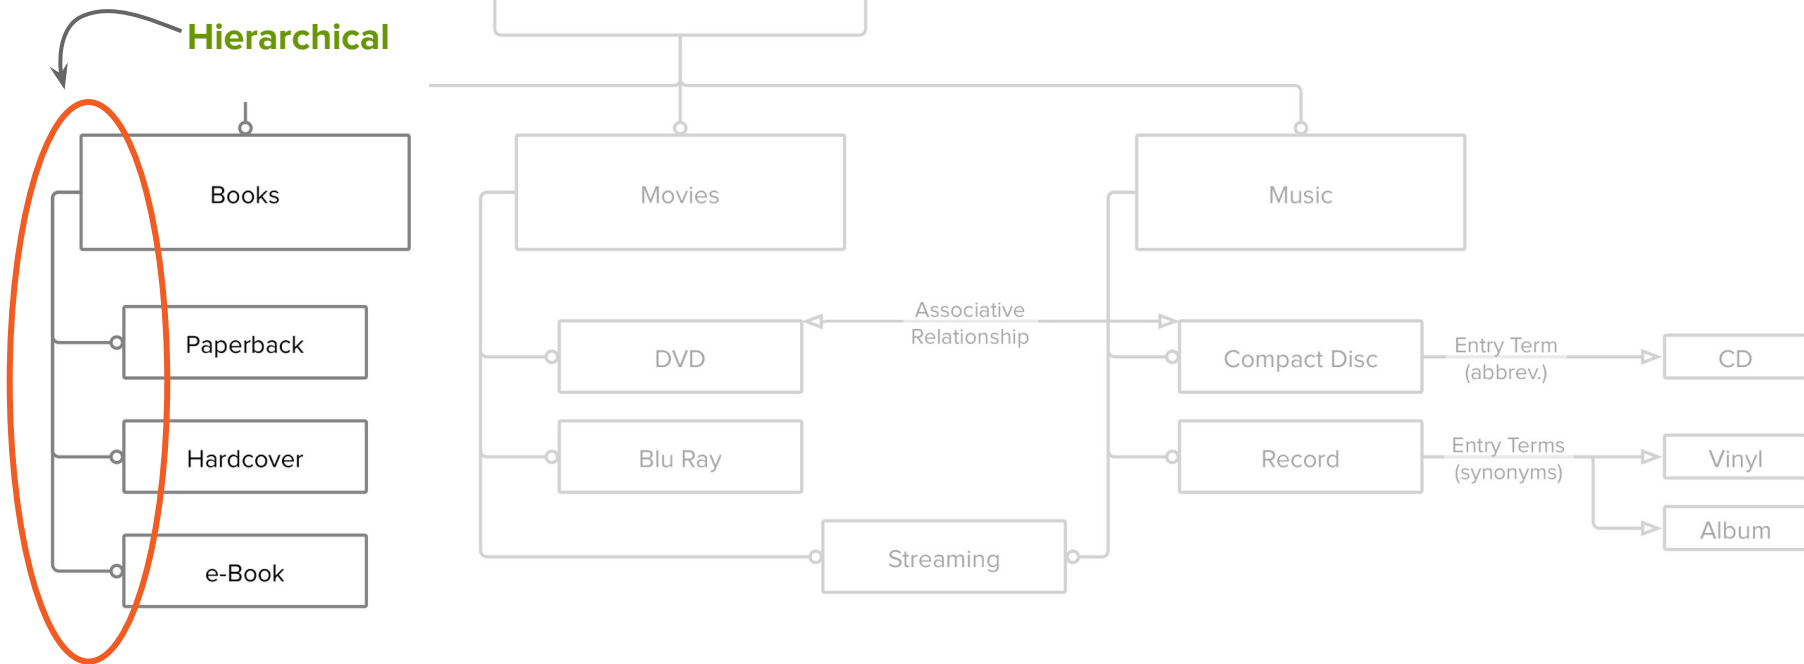 Hierarchical
Books
Movies
Music
Paperback
Hardcover
e-Book
DVD
Blu Ray
Streaming
Associative
Relationship
Compact Disc
Record
Entry Term
(abbrev.)
CD
Entry Terms
(synonyms)
Vinyl
Album